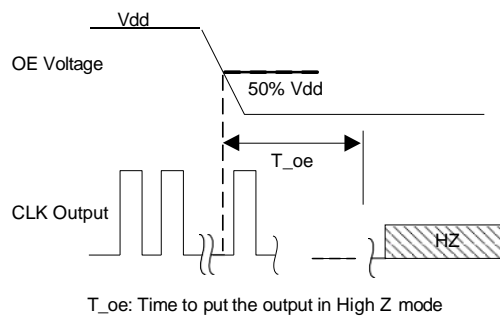 Vdd
OE Voltage
50% Vdd
T_oe
CLK Output
HZ
T_oe: Time to put the output in High Z mode